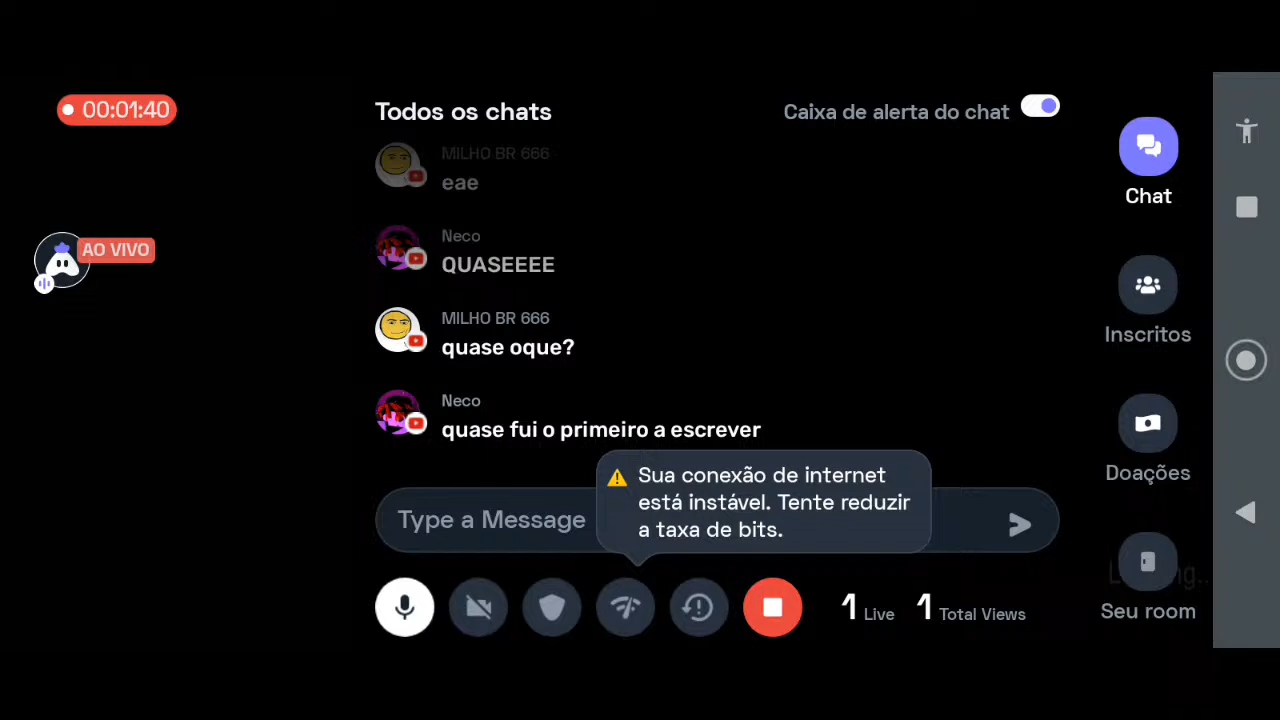 00:01:40
Todos os chats
Caixa de alerta do chat
MILHO BR 666
eae
Neco
QUASEEEE
MILHO BR 666
quase oque?
Neco
quase fui o primeiro a escrever
AO VIVO
Sua conexão de internet
está instável. Tente reduzir
a taxa de bits.
Type a Message
1 Live 1 Total Views
Chat
Inscritos
Doações
Seu room